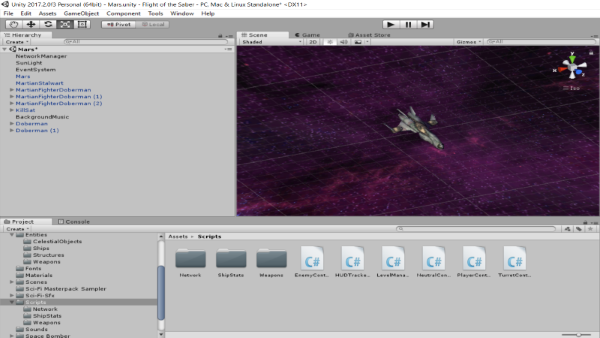 Unity 2017.2.0f3 Personal (64bit) - Mars.unity - Flight of the Saber - PC, Mac & Linux Standalone* <DX11>
File Edit Assets GameObject Component Tools Window Help
Pivot Local
Hierarchy
Create
Mars*
NetworkManager
SunLight
EventSystem
Mars
MartianStalwart
MartianFighterDoberman
MartianFighterDoberman (1)
MartianFighterDoberman (2)
KillSat
BackgroundMusic
Doberman
Doberman (1)
Scene Game Asset Store
Shaded 2D Gizmos
y
Project Console
Create
Entities
CelestialObjects
Ships
Structures
Weapons
Fonts
Materials
Scenes
Sci-Fi Masterpack Sampler
Sci-Fi Sfx
Scripts
Network
ShipStats
Weapons
Sounds
Space Bomber
Assets ▸ Scripts
C# C# C# C# C# C#
Network ShipStats Weapons EnemyCont... HUDTracke... LevelMana... NeutralCon... PlayerCont... TurretCont...